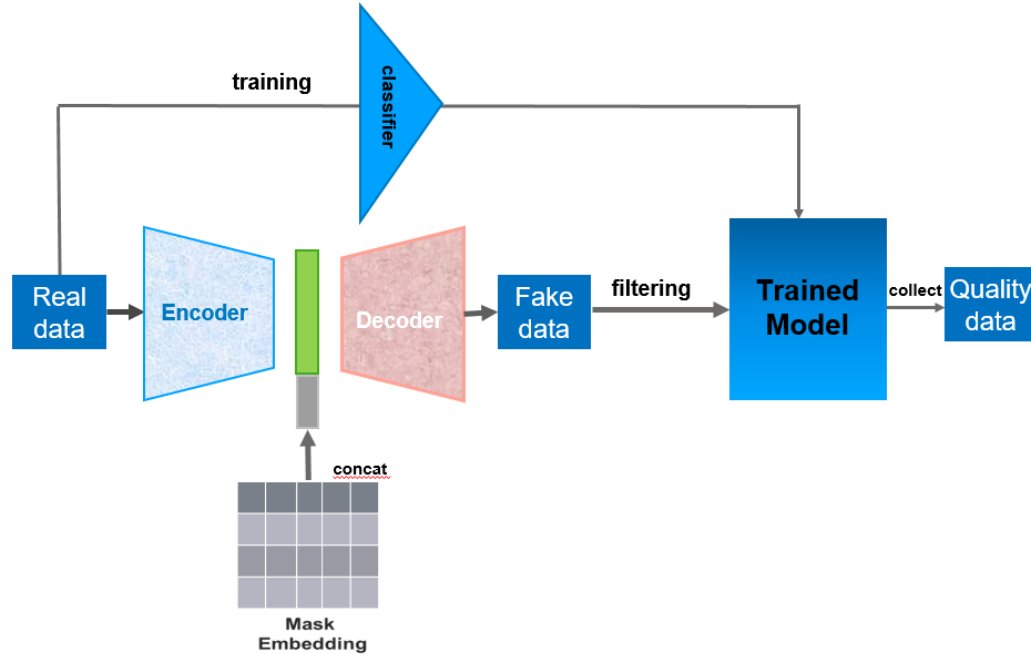 training
classifier
Real
data
Encoder
Decoder
Fake
data
filtering
Trained
Model
collect
Quality
data
concat
Mask
Embedding